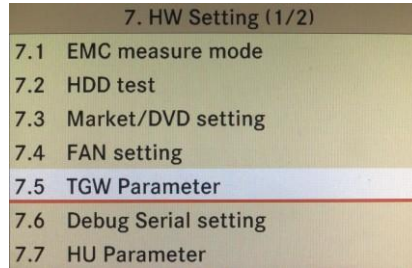 7. HW Setting (1/2)
7.1 EMC measure mode
7.2 HDD test
7.3 Market/DVD setting
7.4 FAN setting
7.5 TGW Parameter
7.6 Debug Serial setting
7.7 HU Parameter